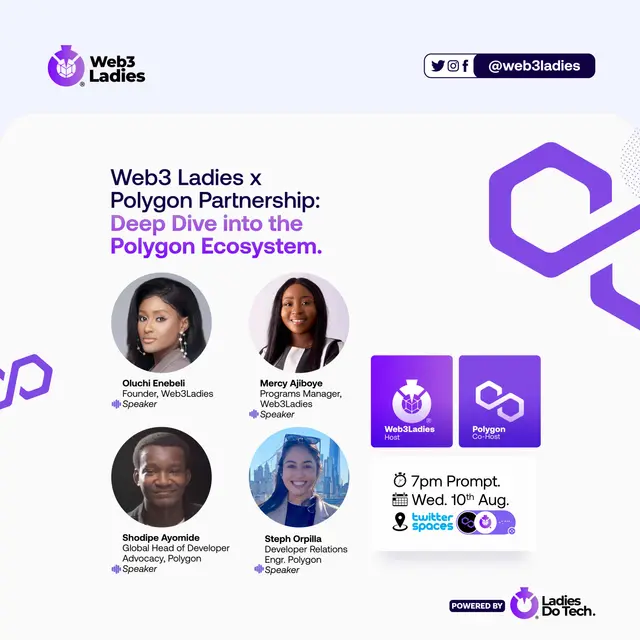 Web3
Ladies
@web3ladies
Web3 Ladies x
Polygon Partnership:
Deep Dive into the
Polygon Ecosystem.
Oluchi Enebeli
Founder, Web3Ladies
Speaker
Mercy Ajiboye
Programs Manager,
Web3Ladies
Speaker
Shodipe Ayomide
Global Head of Developer
Advocacy, Polygon
Speaker
Steph Orpilla
Developer Relations
Engr. Polygon
Speaker
Web3Ladies
Host
Polygon
Co-Host
7pm Prompt.
Wed. 10th Aug.
twitter
spaces
POWERED BY
Ladies
Do Tech.